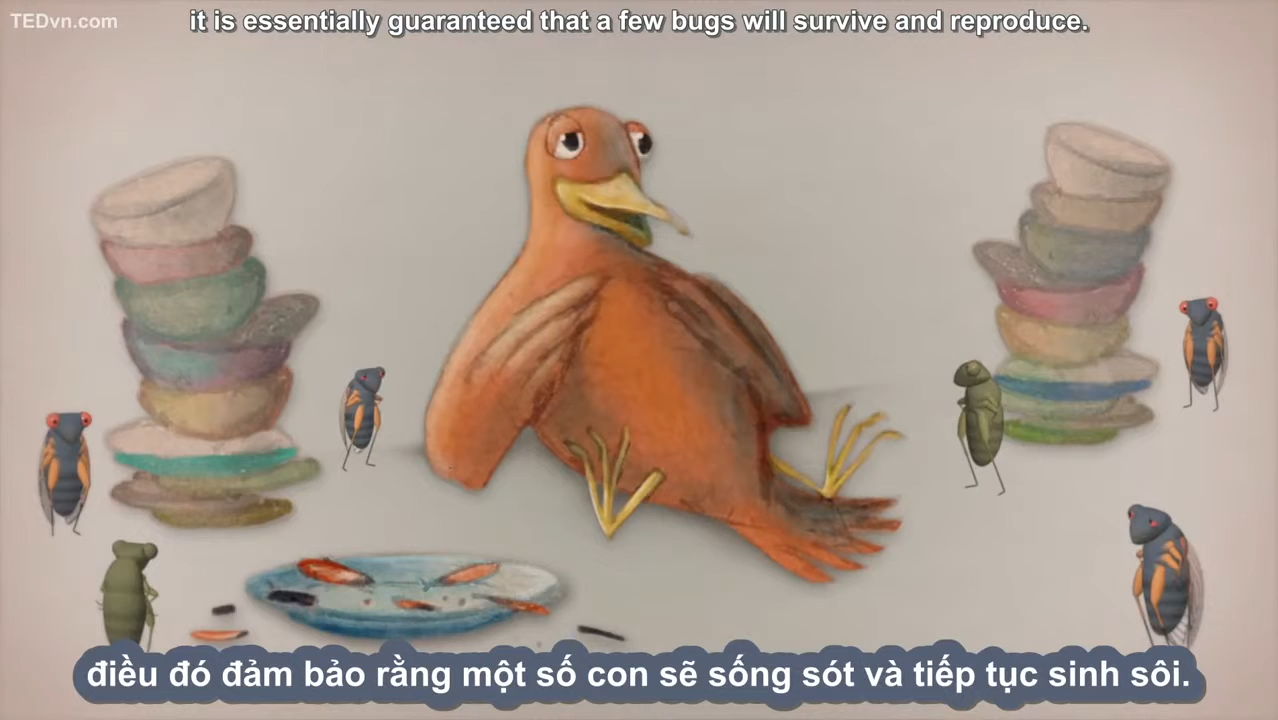 TEDvn.com
it is essentially guaranteed that a few bugs will survive and reproduce.
điều đó đảm bảo rằng một số con sẽ sống sót và tiếp tục sinh sôi.